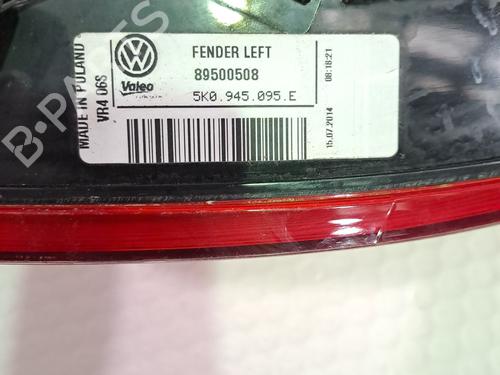 MADE IN POLAND
VR4 06S
VW
Valeo
FENDER LEFT
89500508
5K0.945.095.E
08:18:21
15.07.2014
B-PARTS